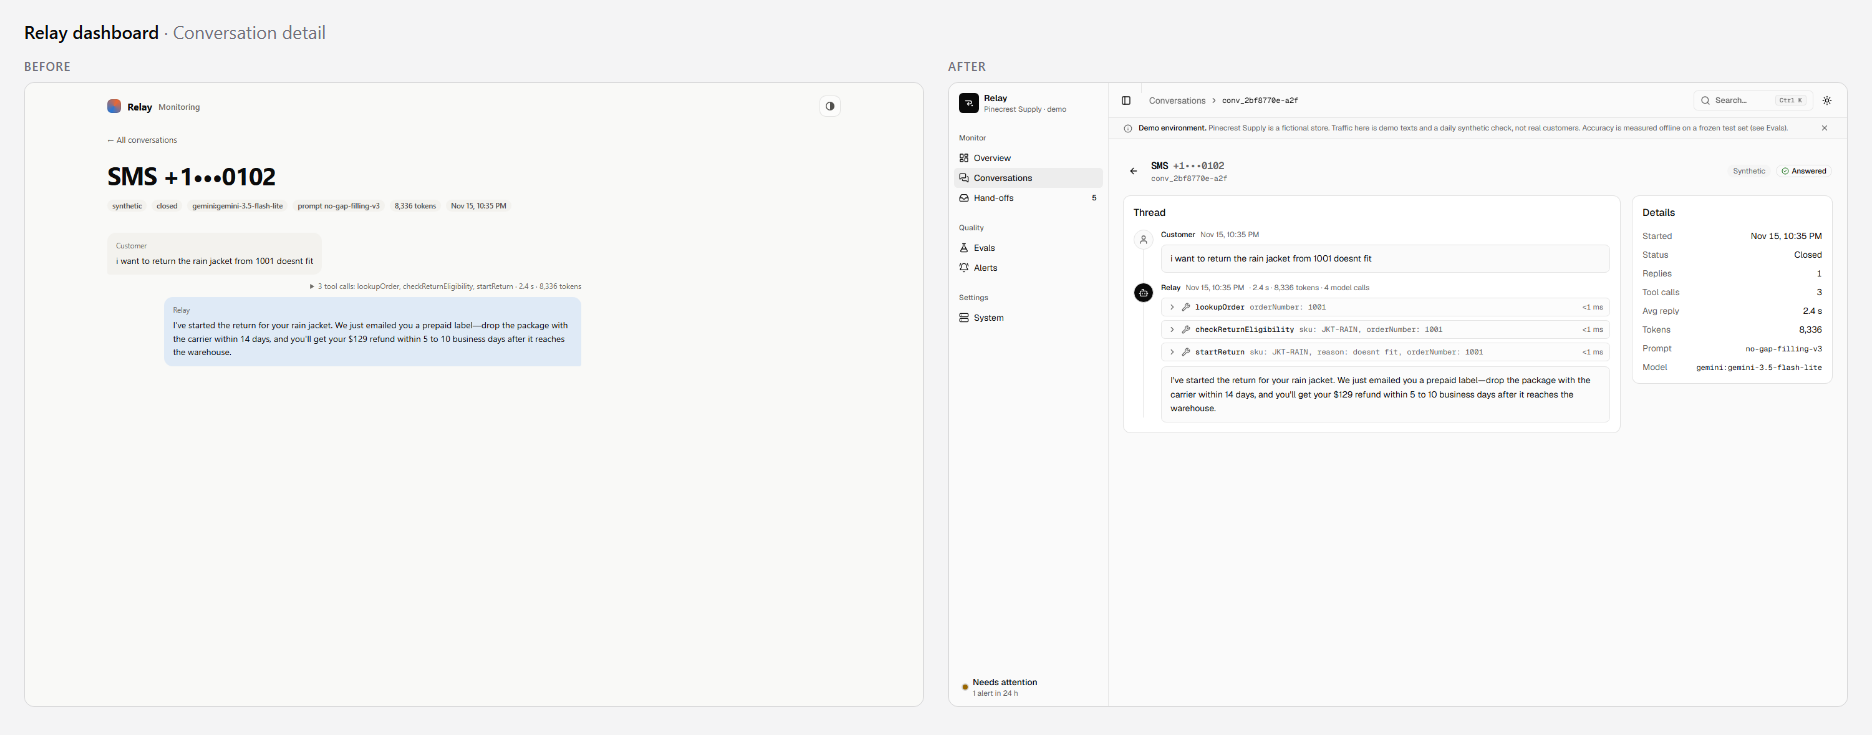 Relay dashboard · Conversation detail
BEFORE
Relay Monitoring
← All conversations
SMS +1•••0102
synthetic closed gemini:gemini-3.5-flash-lite prompt no-gap-filling-v3 8,336 tokens Nov 15, 10:35 PM
Customer
i want to return the rain jacket from 1001 doesnt fit
▶ 3 tool calls: lookupOrder, checkReturnEligibility, startReturn · 2.4 s · 8,336 tokens
Relay
I've started the return for your rain jacket. We just emailed you a prepaid label—drop the package with
the carrier within 14 days, and you'll get your $129 refund within 5 to 10 business days after it reaches
the warehouse.
AFTER
Relay
Pinecrest Supply · demo
Monitor
Overview
Conversations
Hand-offs 5
Quality
Evals
Alerts
Settings
System
Needs attention
1 alert in 24 h
Conversations > conv_2bf8770e-a2f
Search... Ctrl K
Demo environment. Pinecrest Supply is a fictional store. Traffic here is demo texts and a daily synthetic check, not real customers. Accuracy is measured offline on a frozen test set (see Evals).
SMS +1•••0102
conv_2bf8770e-a2f
Synthetic Answered
Thread
Customer Nov 15, 10:35 PM
i want to return the rain jacket from 1001 doesnt fit
Relay Nov 15, 10:35 PM · 2.4 s · 8,336 tokens · 4 model calls
lookupOrder orderNumber: 1001 <1 ms
checkReturnEligibility sku: JKT-RAIN, orderNumber: 1001 <1 ms
startReturn sku: JKT-RAIN, reason: doesnt fit, orderNumber: 1001 <1 ms
I've started the return for your rain jacket. We just emailed you a prepaid label—drop the package with the
carrier within 14 days, and you'll get your $129 refund within 5 to 10 business days after it reaches the
warehouse.
Details
Started Nov 15, 10:35 PM
Status Closed
Replies 1
Tool calls 3
Avg reply 2.4 s
Tokens 8,336
Prompt no-gap-filling-v3
Model gemini:gemini-3.5-flash-lite